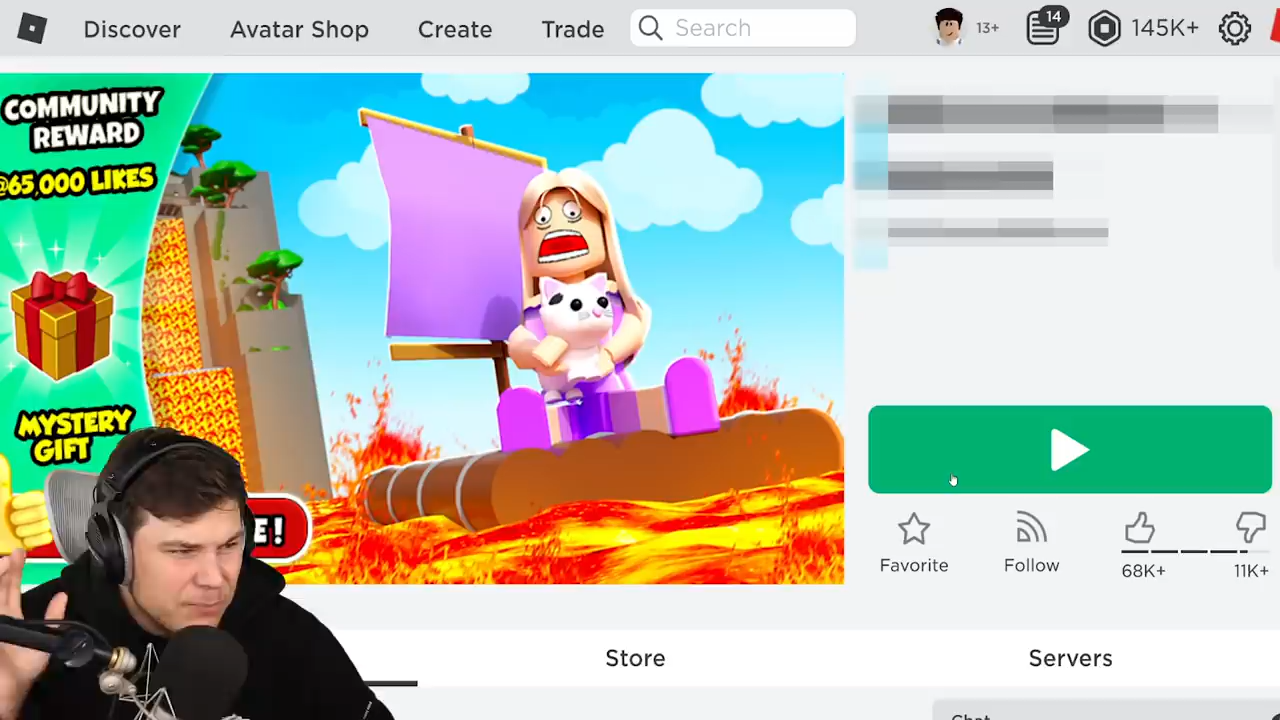 Discover
Avatar Shop
Create
Trade
Search
13+
14
145K+
COMMUNITY
REWARD
@65,000 LIKES
MYSTERY
GIFT
E!
Favorite
Follow
68K+
11K+
Store
Servers
Chat